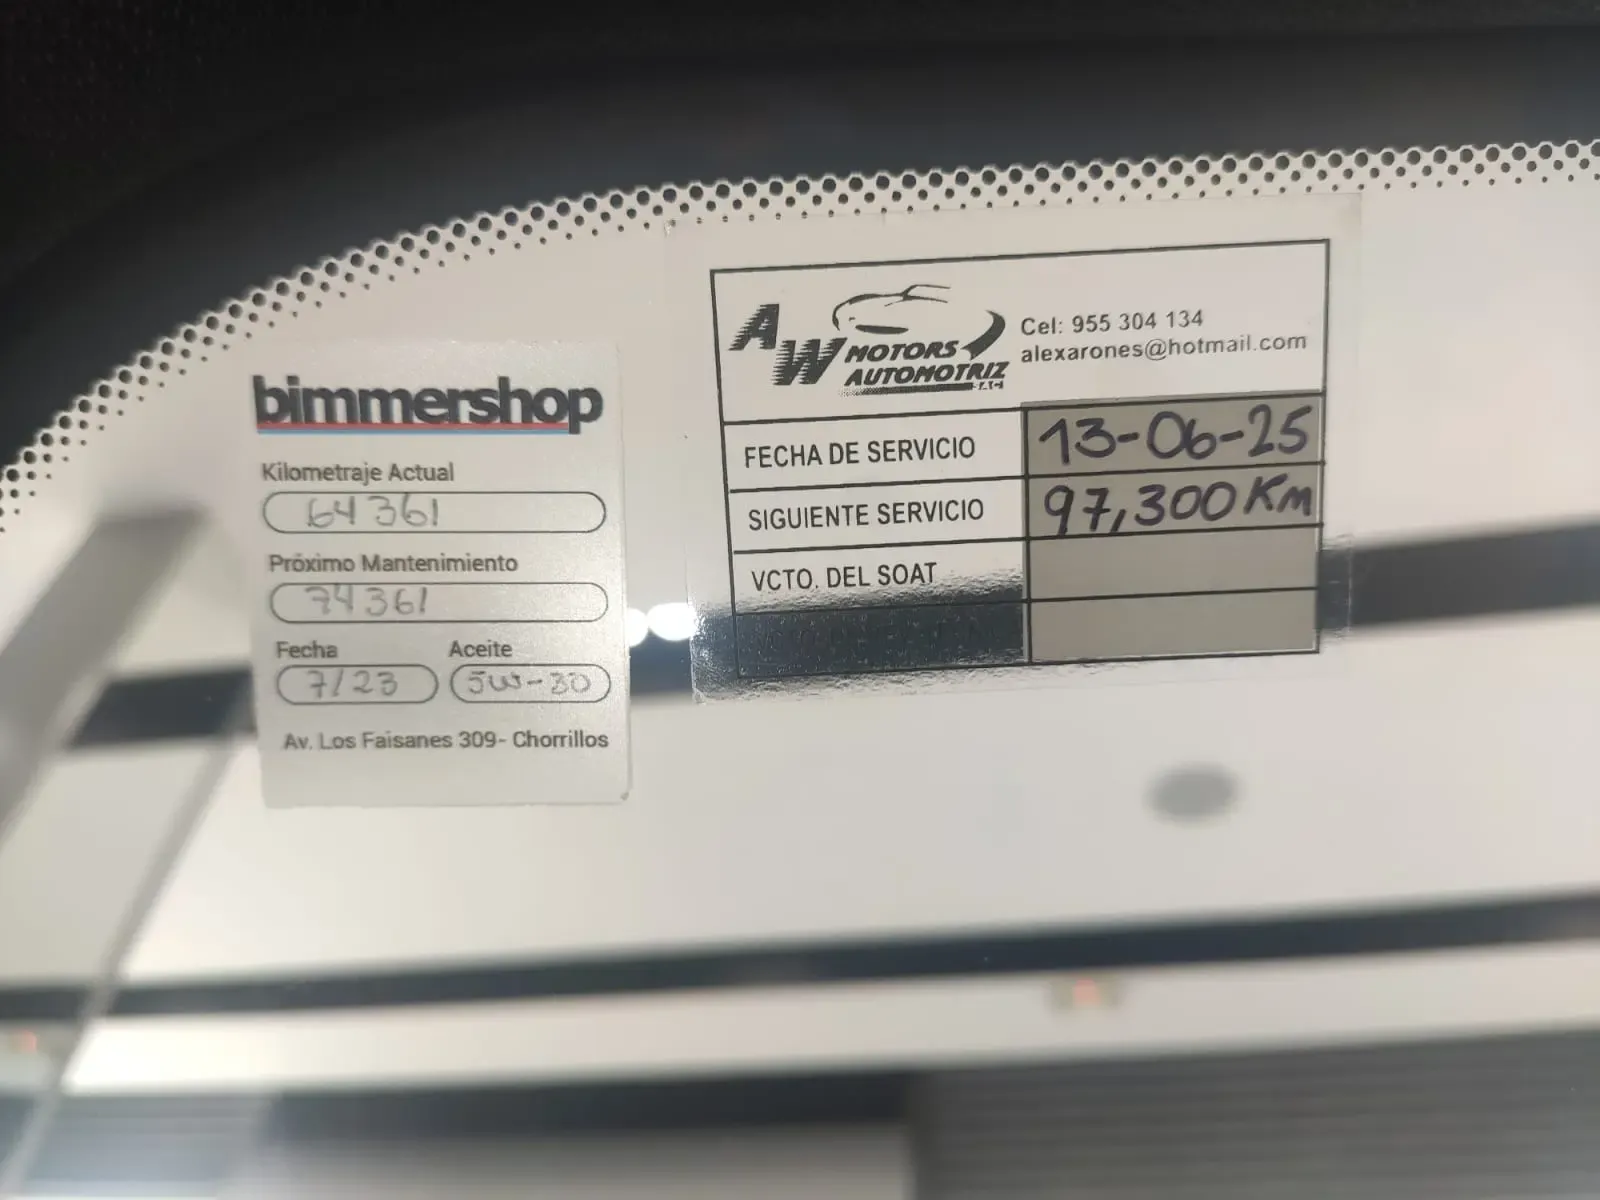 bimmershop
Kilometraje Actual
64361
Próximo Mantenimiento
74361
Fecha
7/23
Aceite
5W-30
Av. Los Faisanes 309- Chorrillos
AW MOTORS
AUTOMOTRIZ
SAC
Cel: 955 304 134
alexarones@hotmail.com
FECHA DE SERVICIO
13-06-25
SIGUIENTE SERVICIO
97,300 Km
VCTO. DEL SOAT